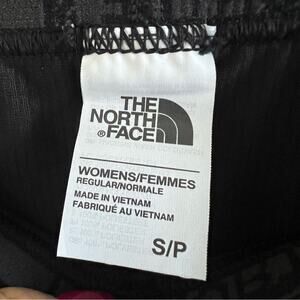 THE
NORTH
®FACE
WOMENS/FEMMES
REGULAR/NORMALE
MADE IN VIETNAM
FABRIQUÉ AU VIETNAM
S/P